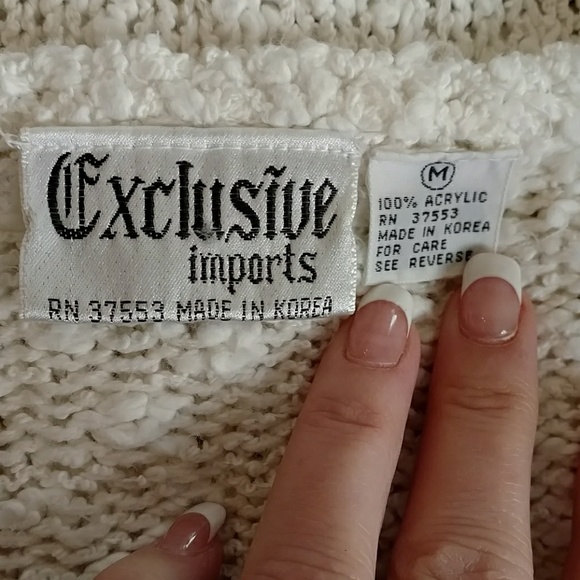 Exclusive
imports
RN 37553 MADE IN KOREA
M
100% ACRYLIC
RN 37553
MADE IN KOREA
FOR CARE
SEE REVERSE